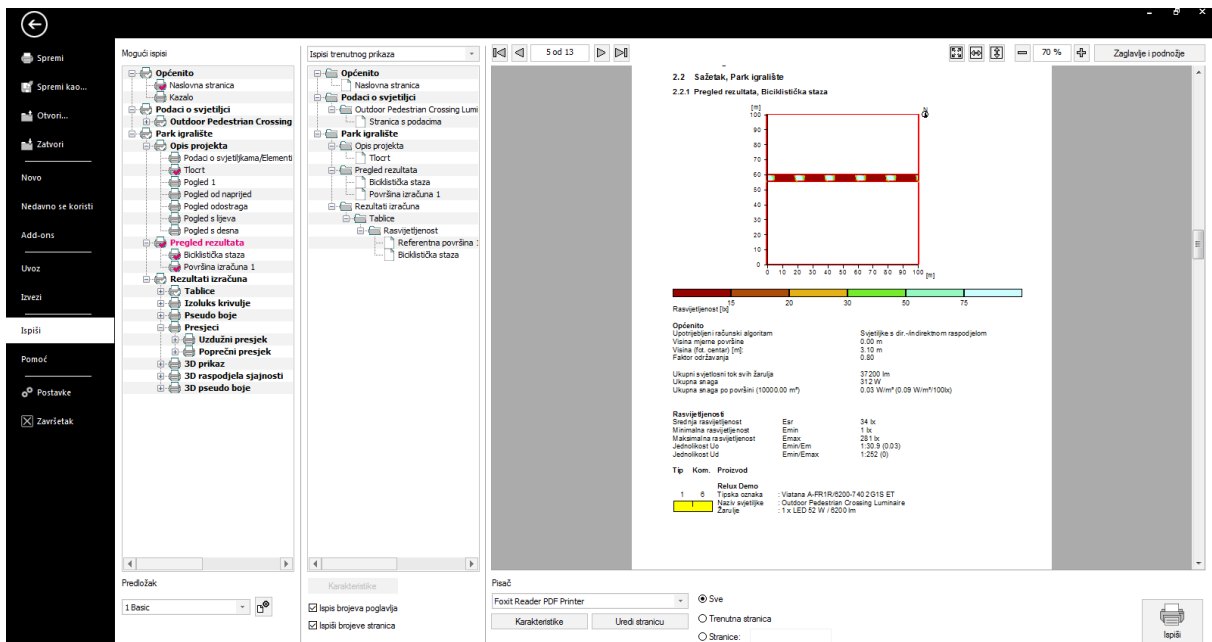 Spremi
Spremi kao...
Otvori...
Zatvori
Novo
Nedavno se koristi
Add-ons
Uvoz
Izvezi
Ispiši
Pomoć
Postavke
Završetak
Mogući ispisi
Općenito
Naslovna stranica
Kazalo
Podaci o svjetiljci
Outdoor Pedestrian Crossing
Park igralište
Opis projekta
Podaci o svjetiljkama/Elementi
Tlocrt
Pogled 1
Pogled od naprijed
Pogled odostraga
Pogled s lijeva
Pogled s desna
Pregled rezultata
Biciklistička staza
Površina izračuna 1
Rezultati izračuna
Tablice
Izoluks krivulje
Pseudo boje
Presjeci
Uzdužni presjek
Poprečni presjek
3D prikaz
3D raspodjela sjajnosti
3D pseudo boje
Predložak
1 Basic
Ispisi trenutnog prikaza
Općenito
Naslovna stranica
Podaci o svjetiljci
Outdoor Pedestrian Crossing Lumi
Stranica s podacima
Park igralište
Opis projekta
Tlocrt
Pregled rezultata
Biciklistička staza
Površina izračuna 1
Rezultati izračuna
Tablice
Rasvijetljenost
Referentna površina 1
Biciklistička staza
Karakteristike
Ispis brojeva poglavlja
Ispiši brojeve stranica
5 od 13
70 %
Zaglavlje i podnožje
2.2 Sažetak, Park igralište
2.2.1 Pregled rezultata, Biciklistička staza
[m]
N
100
90
80
70
60
50
40
30
20
10
0
0 10 20 30 40 50 60 70 80 90 100 [m]
15 20 30 50 75
Rasvijetljenost [lx]
Općenito
Upotrijebljeni računski algoritam Svjetiljke s dir.-/indirektnom raspodjelom
Visina mjerne površine 0.00 m
Visina (fot. centar) [m]: 3.10 m
Faktor održavanja 0.80
Ukupni svjetlosni tok svih žarulja 37200 lm
Ukupna snaga 312 W
Ukupna snaga po površini (10000.00 m²) 0.03 W/m² (0.09 W/m²/100lx)
Rasvijetljenosti
Srednja rasvijetljenost Esr 34 lx
Minimalna rasvijetljenost Emin 1 lx
Maksimalna rasvijetljenost Emax 281 lx
Jednolikost Uo Emin/Em 1:30.9 (0.03)
Jednolikost Ud Emin/Emax 1:252 (0)
Tip Kom. Proizvod
Relux Demo
1 6 Tipska oznaka : Viatana A-FR1R/6200-740 2G1S ET
Naziv svjetiljke : Outdoor Pedestrian Crossing Luminaire
Žarulje : 1 x LED 52 W / 6200 lm
Pisač
Foxit Reader PDF Printer
Karakteristike
Uredi stranicu
Sve
Trenutna stranica
Stranice:
Ispiši